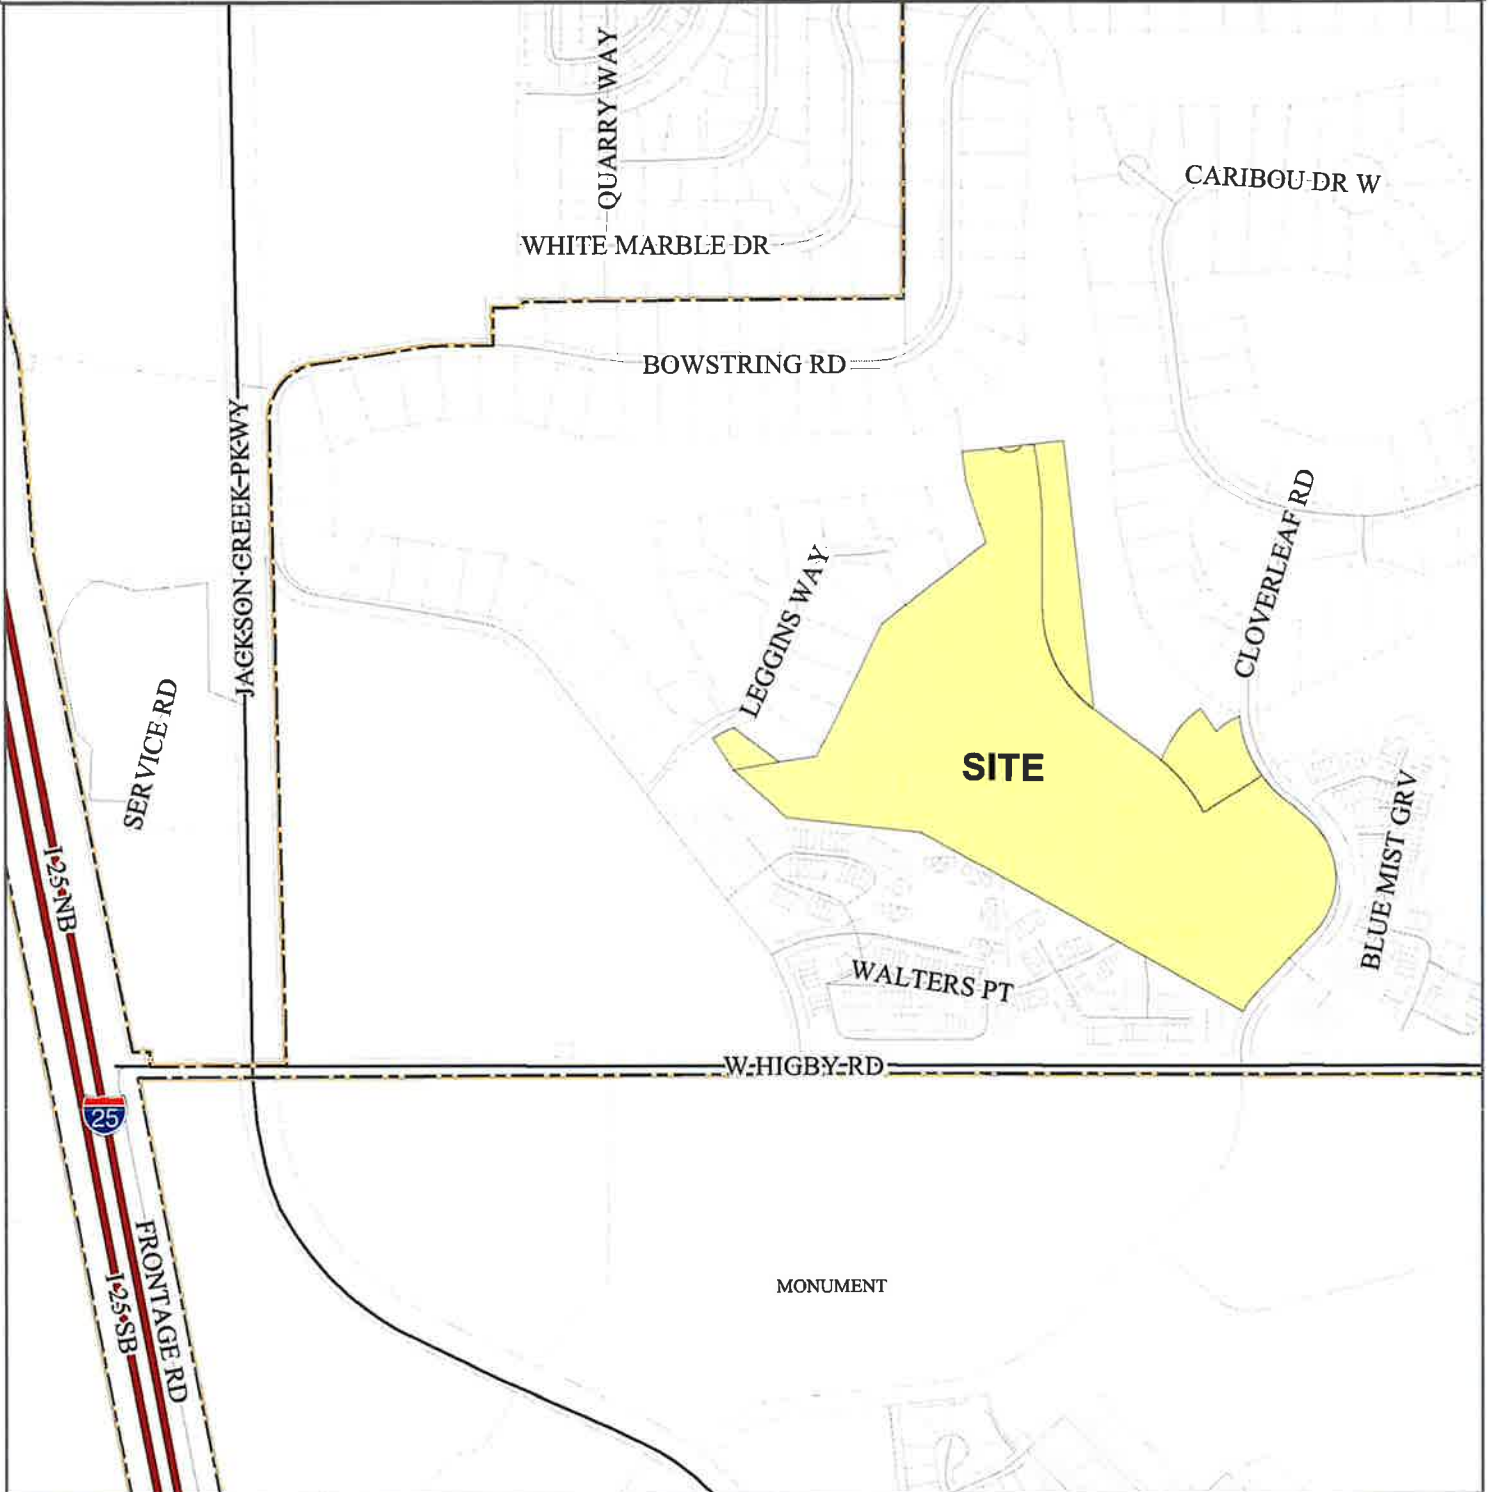 QUARRY WAY
CARIBOU DR W
WHITE MARBLE DR
BOWSTRING RD
JACKSON CREEK PKWY
CLOVERLEAF RD
LEGGINS WAY
SERVICE RD
SITE
BLUE MIST GRV
I-25 NB
WALTERS PT
W HIGBY RD
25
FRONTAGE RD
I-25 SB
MONUMENT